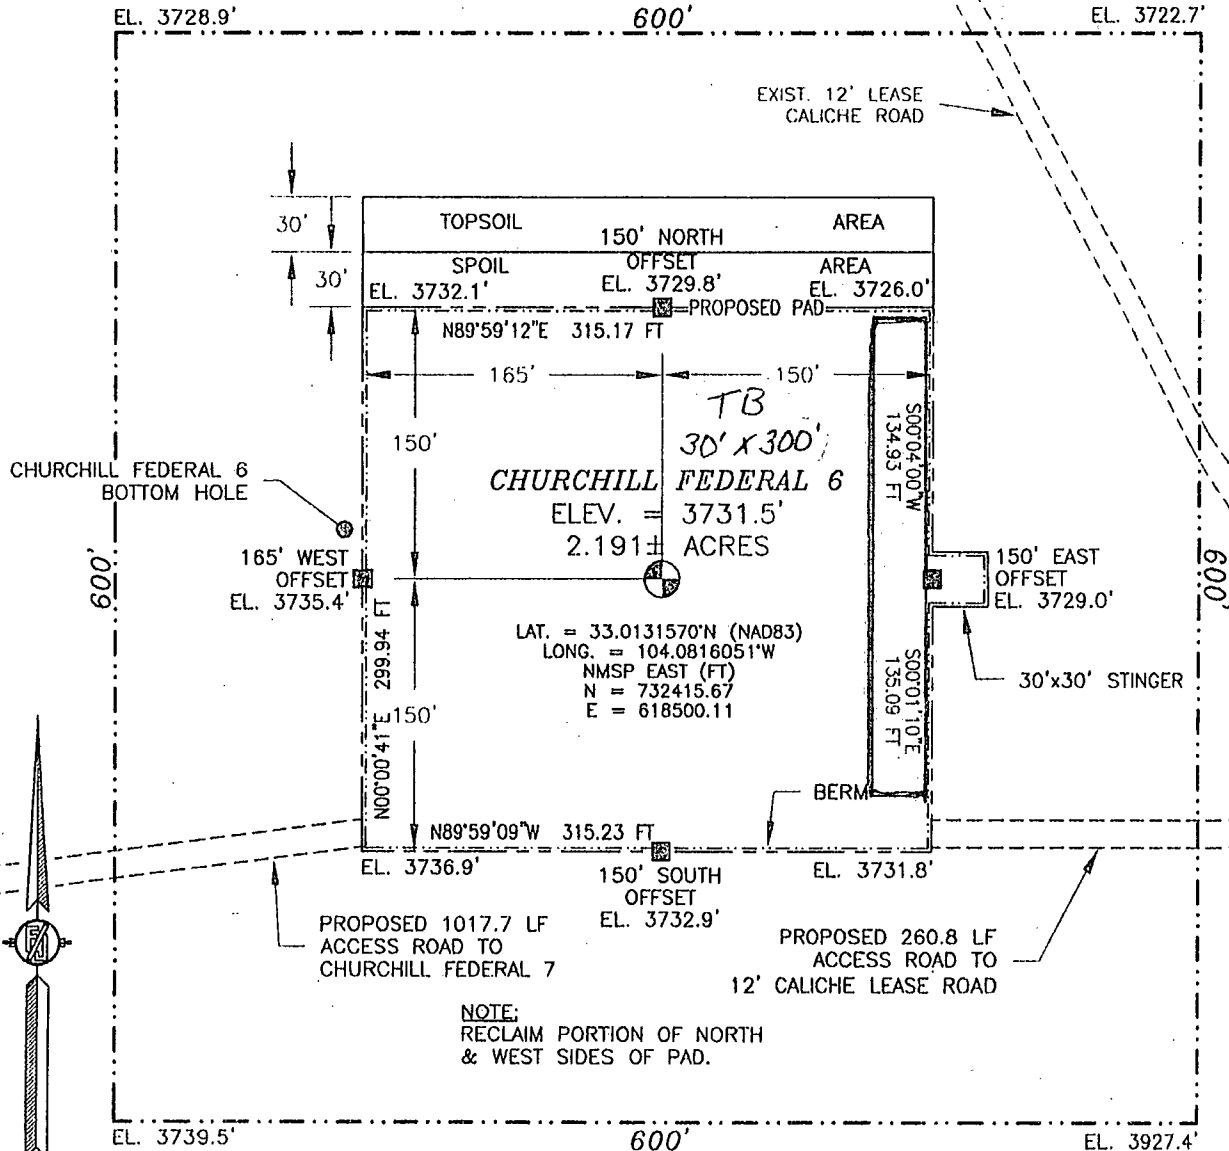 EL. 3728.9'
600'
EL. 3722.7'
EXIST. 12' LEASE
CALICHE ROAD
30'
TOPSOIL
AREA
150' NORTH
OFFSET
EL. 3729.8'
30'
SPOIL
AREA
EL. 3732.1'
EL. 3726.0'
PROPOSED PAD
N89°59'12"E 315.17 FT
165'
150'
TB
30' X 300'
150'
CHURCHILL FEDERAL 6
ELEV. = 3731.5'
2.191± ACRES
S00°04'00"W
134.93 FT
CHURCHILL FEDERAL 6
BOTTOM HOLE
600'
165' WEST
OFFSET
EL. 3735.4'
150' EAST
OFFSET
EL. 3729.0'
600'
LAT. = 33.0131570°N (NAD83)
LONG. = 104.0816051°W
NMSP EAST (FT)
N = 732415.67
E = 618500.11
30'x30' STINGER
N00°00'41"E 299.94 FT
150'
S00°01'10"E
135.09 FT
BERM
N89°59'09"W 315.23 FT
EL. 3736.9'
150' SOUTH
OFFSET
EL. 3732.9'
EL. 3731.8'
PROPOSED 1017.7 LF
ACCESS ROAD TO
CHURCHILL FEDERAL 7
PROPOSED 260.8 LF
ACCESS ROAD TO
12' CALICHE LEASE ROAD
NOTE:
RECLAIM PORTION OF NORTH
& WEST SIDES OF PAD.
EL. 3739.5'
600'
EL. 3927.4'